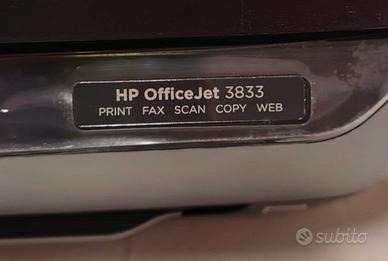 HP OfficeJet 3833
PRINT FAX SCAN COPY WEB
subito